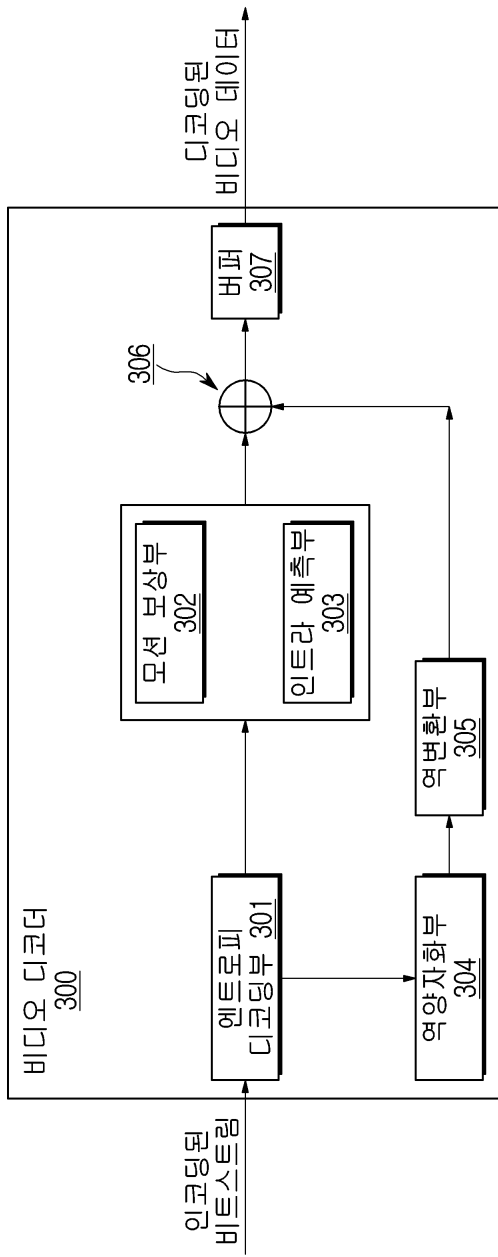 비디오 디코더
300
인코딩된
비트스트림
엔트로피
디코딩부 301
모션 보상부
302
인트라 예측부
303
역양자화부
304
역변환부
305
306
버퍼
307
디코딩된
비디오 데이터